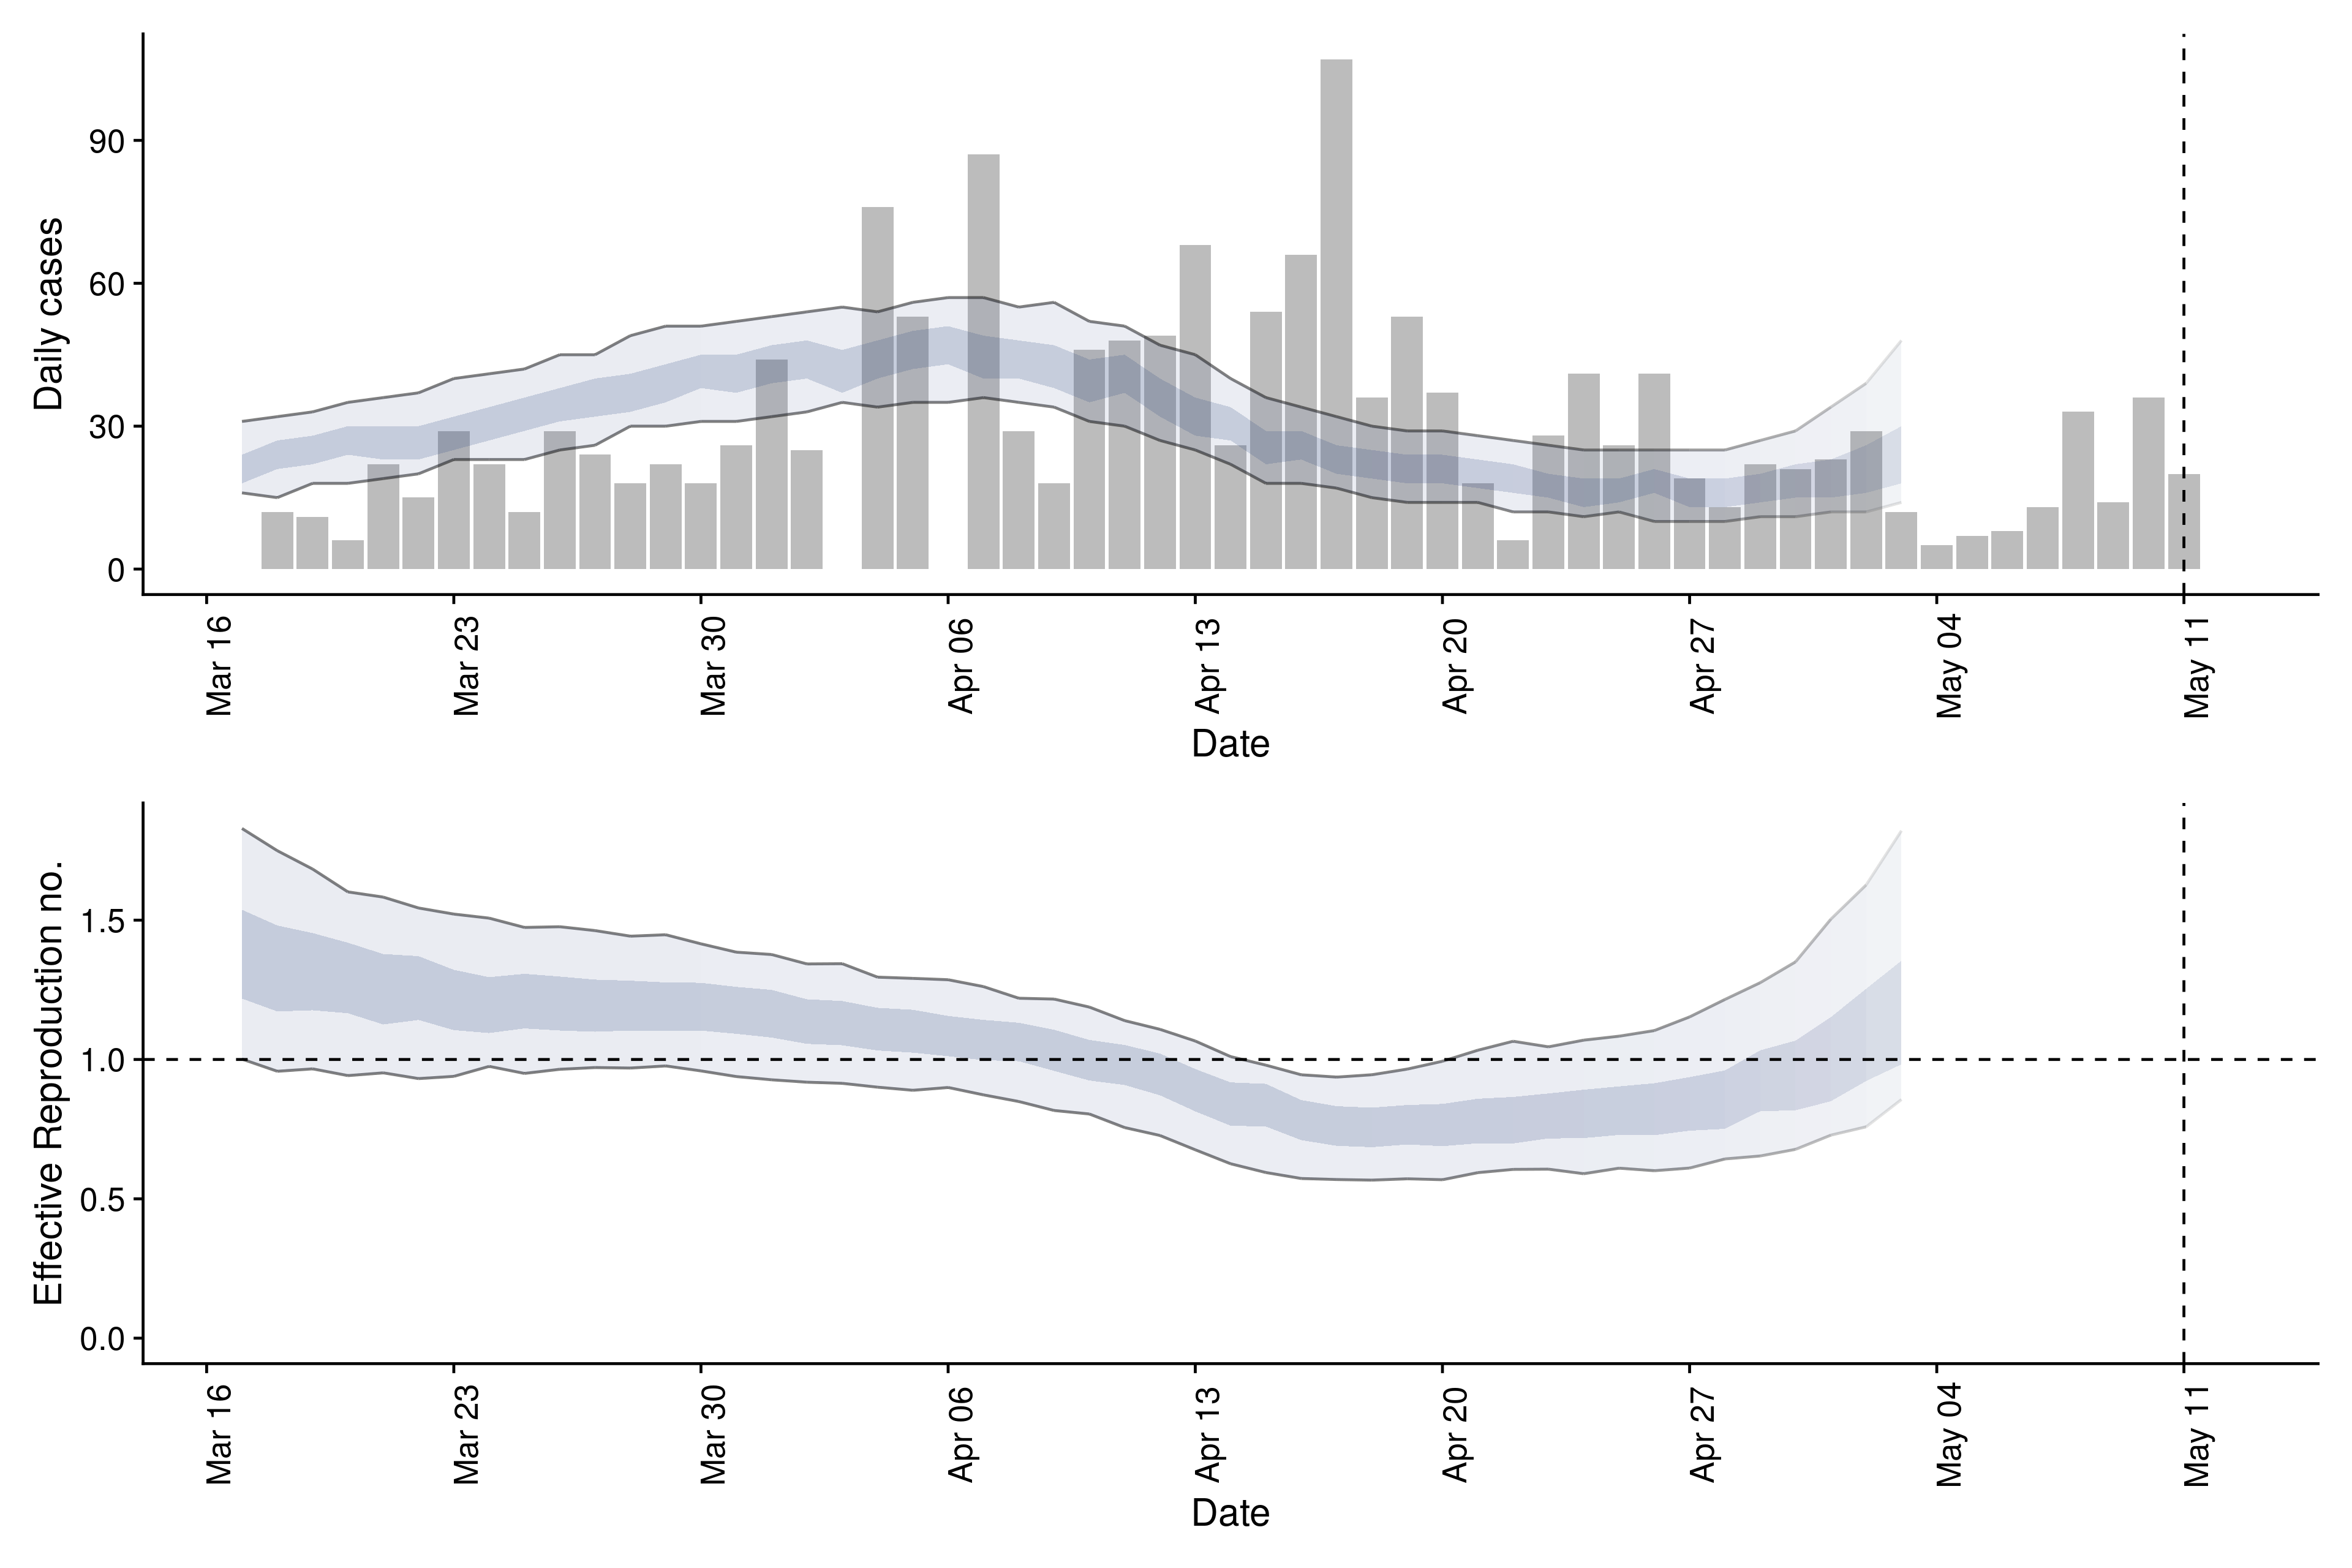 Daily cases
90
60
30
0
Mar 16
Mar 23
Mar 30
Apr 06
Apr 13
Apr 20
Apr 27
May 04
May 11
Date
Effective Reproduction no.
1.5
1.0
0.5
0.0
Mar 16
Mar 23
Mar 30
Apr 06
Apr 13
Apr 20
Apr 27
May 04
May 11
Date